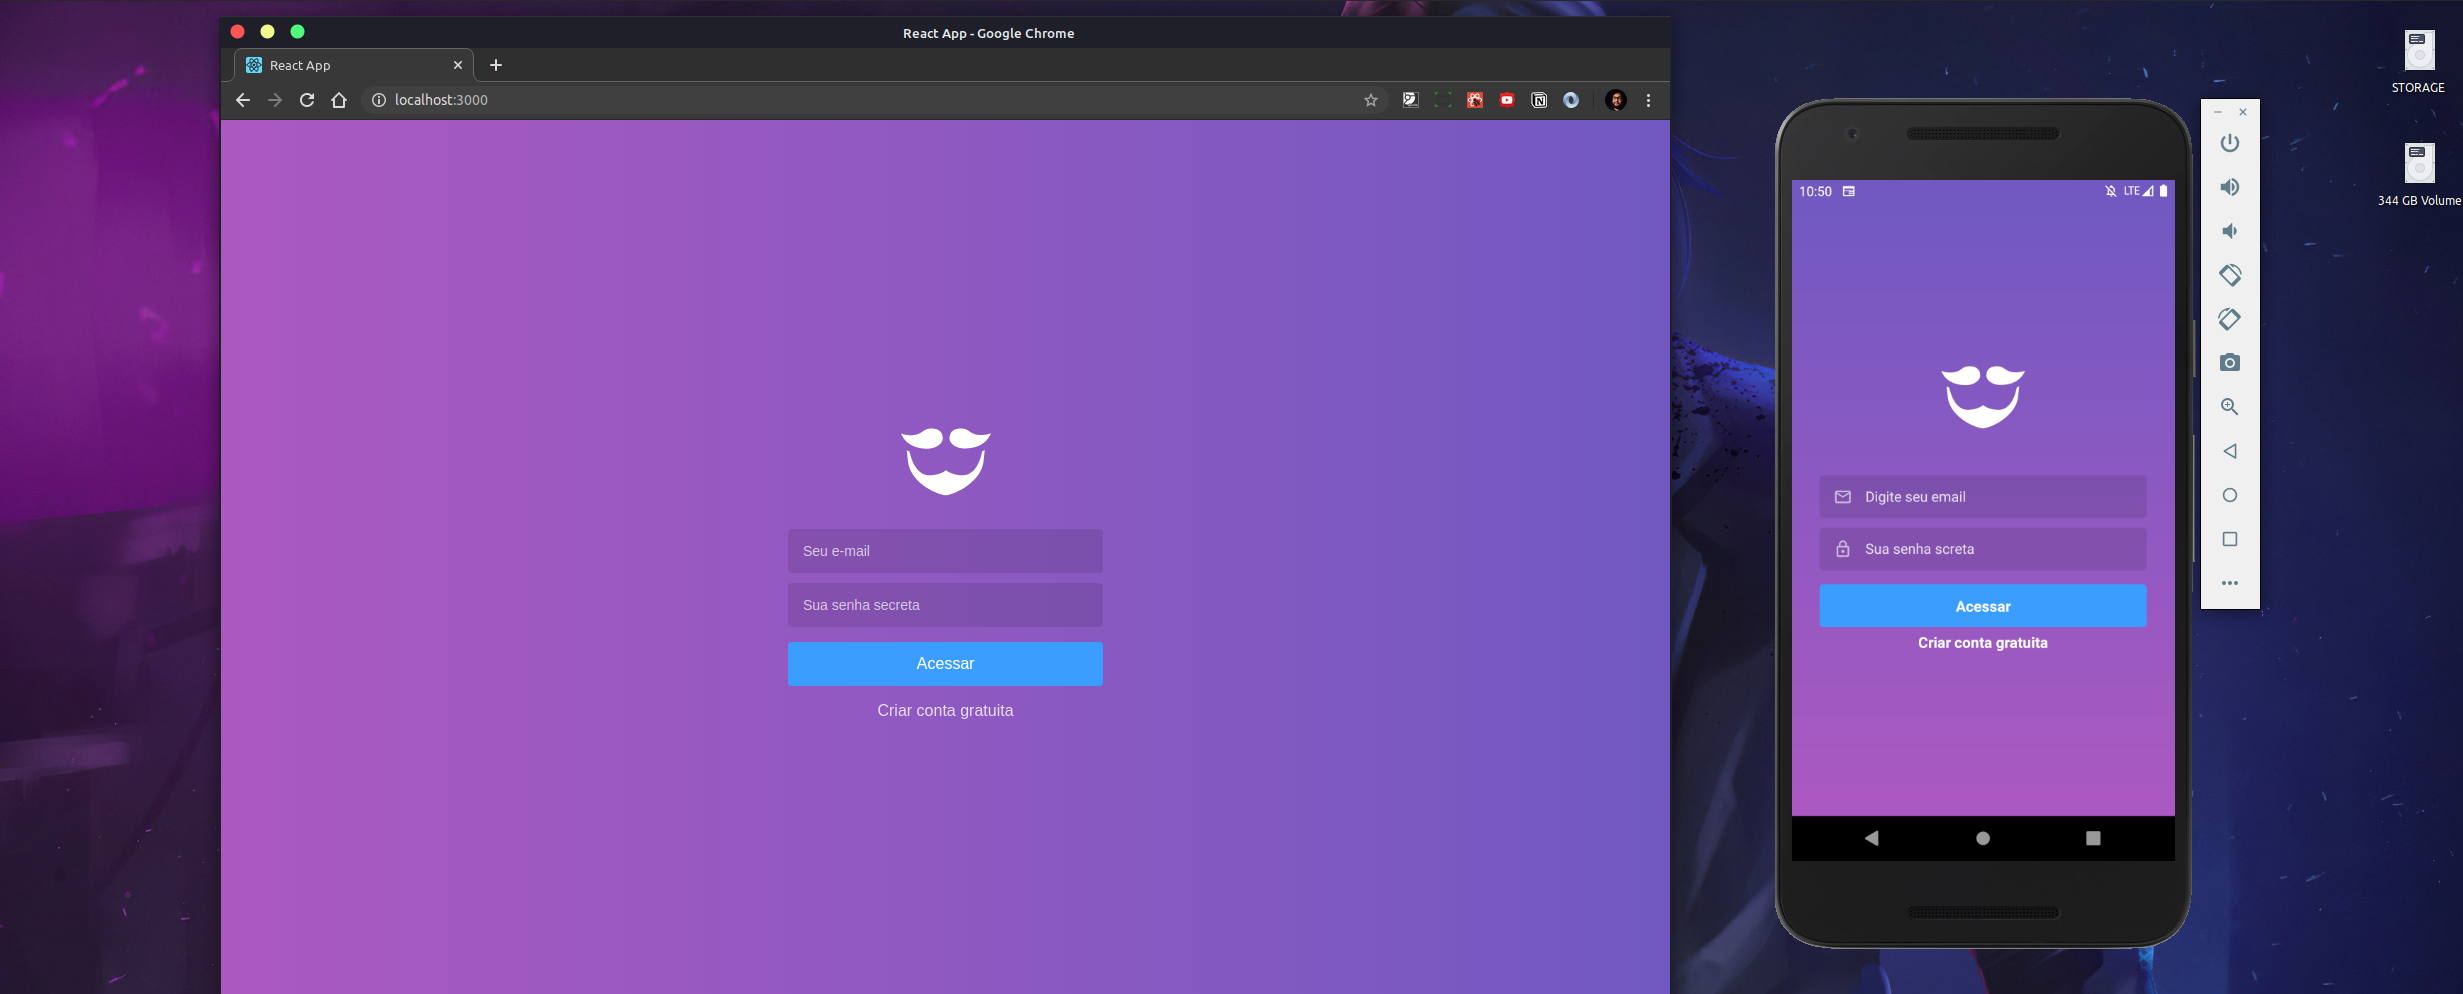 React App - Google Chrome
React App
localhost:3000
Seu e-mail
Sua senha secreta
Acessar
Criar conta gratuita
10:50
LTE
Digite seu email
Sua senha screta
Acessar
Criar conta gratuita
STORAGE
344 GB Volume